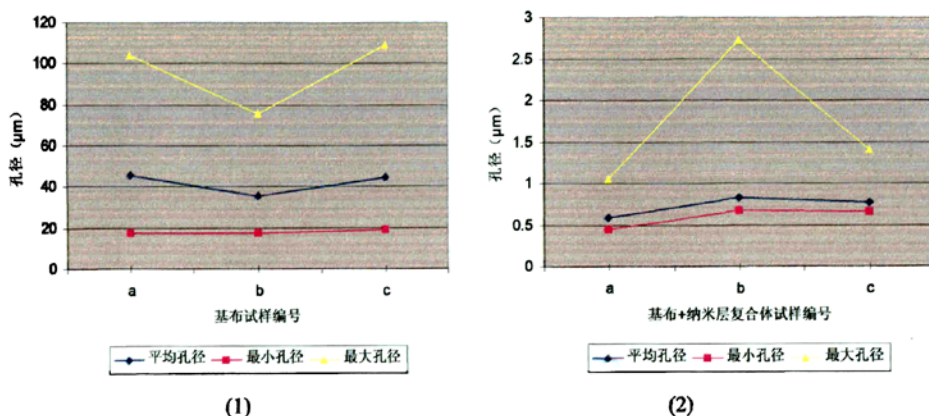 120
100
80
60
40
20
0
孔径（μm）
a b c
基布试样编号
平均孔径 最小孔径 最大孔径
(1)
3
2.5
2
1.5
1
0.5
0
孔径（μm）
a b c
基布+纳米层复合体试样编号
平均孔径 最小孔径 最大孔径
(2)